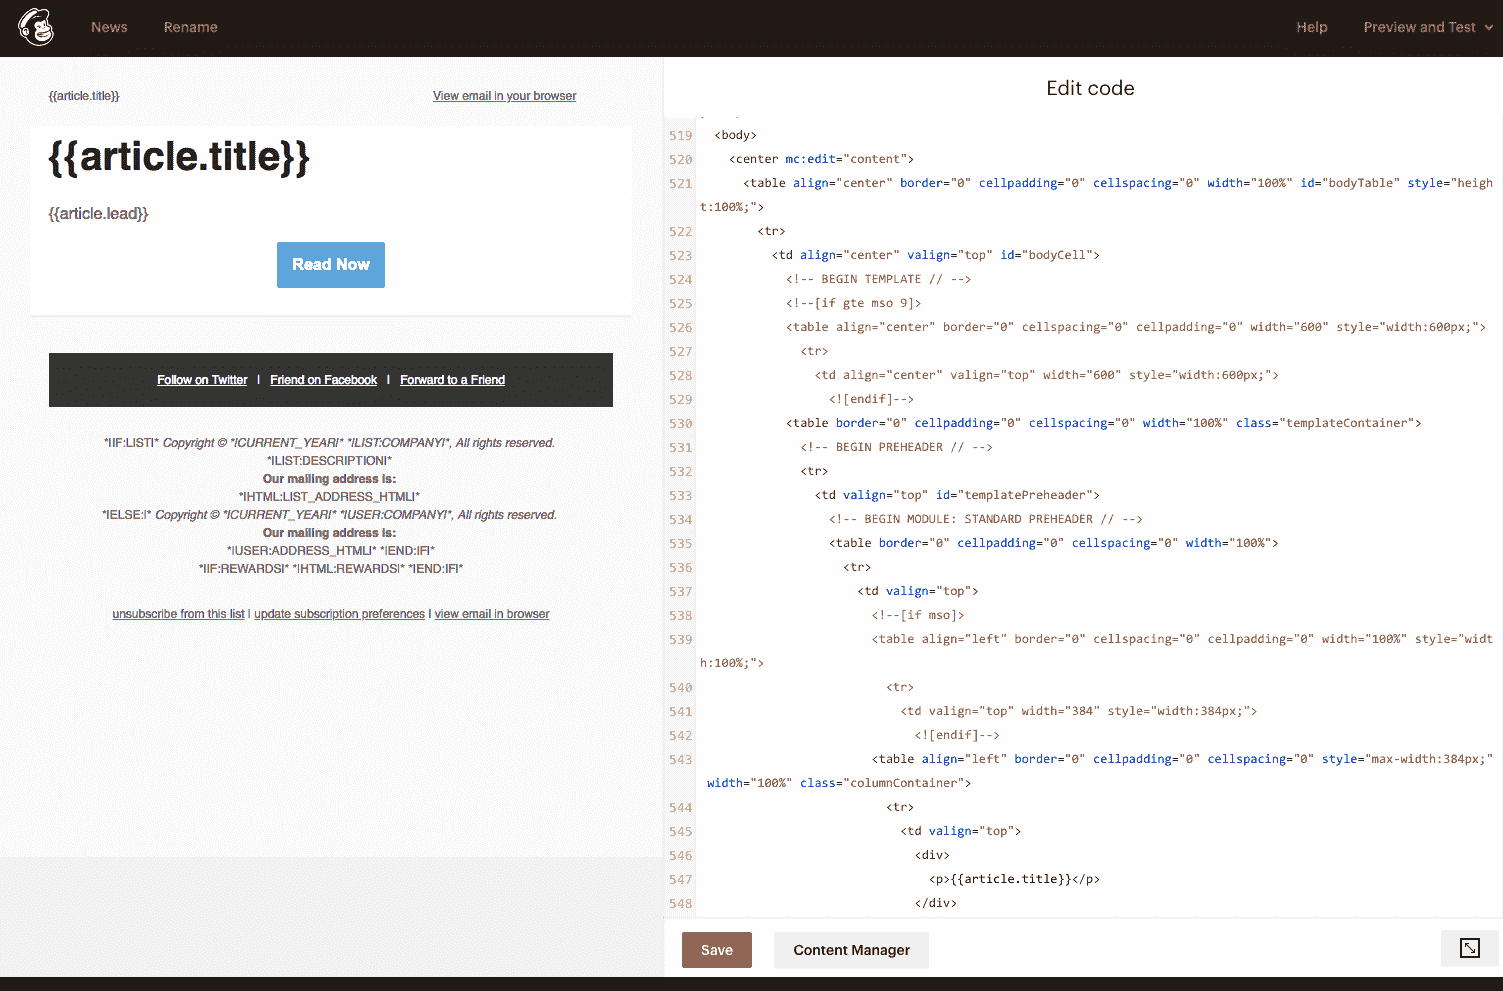 News Rename Help Preview and Test
{{article.title}} View email in your browser
{{article.title}}
{{article.lead}}
Read Now
Follow on Twitter | Friend on Facebook | Forward to a Friend
*|IF:LIST|* Copyright © *|CURRENT_YEAR|* *|LIST:COMPANY|*, All rights reserved.
*|LIST:DESCRIPTION|*
Our mailing address is:
*|HTML:LIST_ADDRESS_HTML|*
*|ELSE:|* Copyright © *|CURRENT_YEAR|* *|USER:COMPANY|*, All rights reserved.
Our mailing address is:
*|USER:ADDRESS_HTML|* *|END:IF|*
*|IF:REWARDS|* *|HTML:REWARDS|* *|END:IF|*
unsubscribe from this list | update subscription preferences | view email in browser
Edit code
519 <body>
520 <center mc:edit="content">
521 <table align="center" border="0" cellpadding="0" cellspacing="0" width="100%" id="bodyTable" style="heigh
t:100%;">
522 <tr>
523 <td align="center" valign="top" id="bodyCell">
524 <!-- BEGIN TEMPLATE // -->
525 <!--[if gte mso 9]>
526 <table align="center" border="0" cellspacing="0" cellpadding="0" width="600" style="width:600px;">
527 <tr>
528 <td align="center" valign="top" width="600" style="width:600px;">
529 <![endif]-->
530 <table border="0" cellpadding="0" cellspacing="0" width="100%" class="templateContainer">
531 <!-- BEGIN PREHEADER // -->
532 <tr>
533 <td valign="top" id="templatePreheader">
534 <!-- BEGIN MODULE: STANDARD PREHEADER // -->
535 <table border="0" cellpadding="0" cellspacing="0" width="100%">
536 <tr>
537 <td valign="top">
538 <!--[if mso]>
539 <table align="left" border="0" cellspacing="0" cellpadding="0" width="100%" style="widt
h:100%;">
540 <tr>
541 <td valign="top" width="384" style="width:384px;">
542 <![endif]-->
543 <table align="left" border="0" cellpadding="0" cellspacing="0" style="max-width:384px;"
width="100%" class="columnContainer">
544 <tr>
545 <td valign="top">
546 <div>
547 <p>{{article.title}}</p>
548 </div>
Save Content Manager